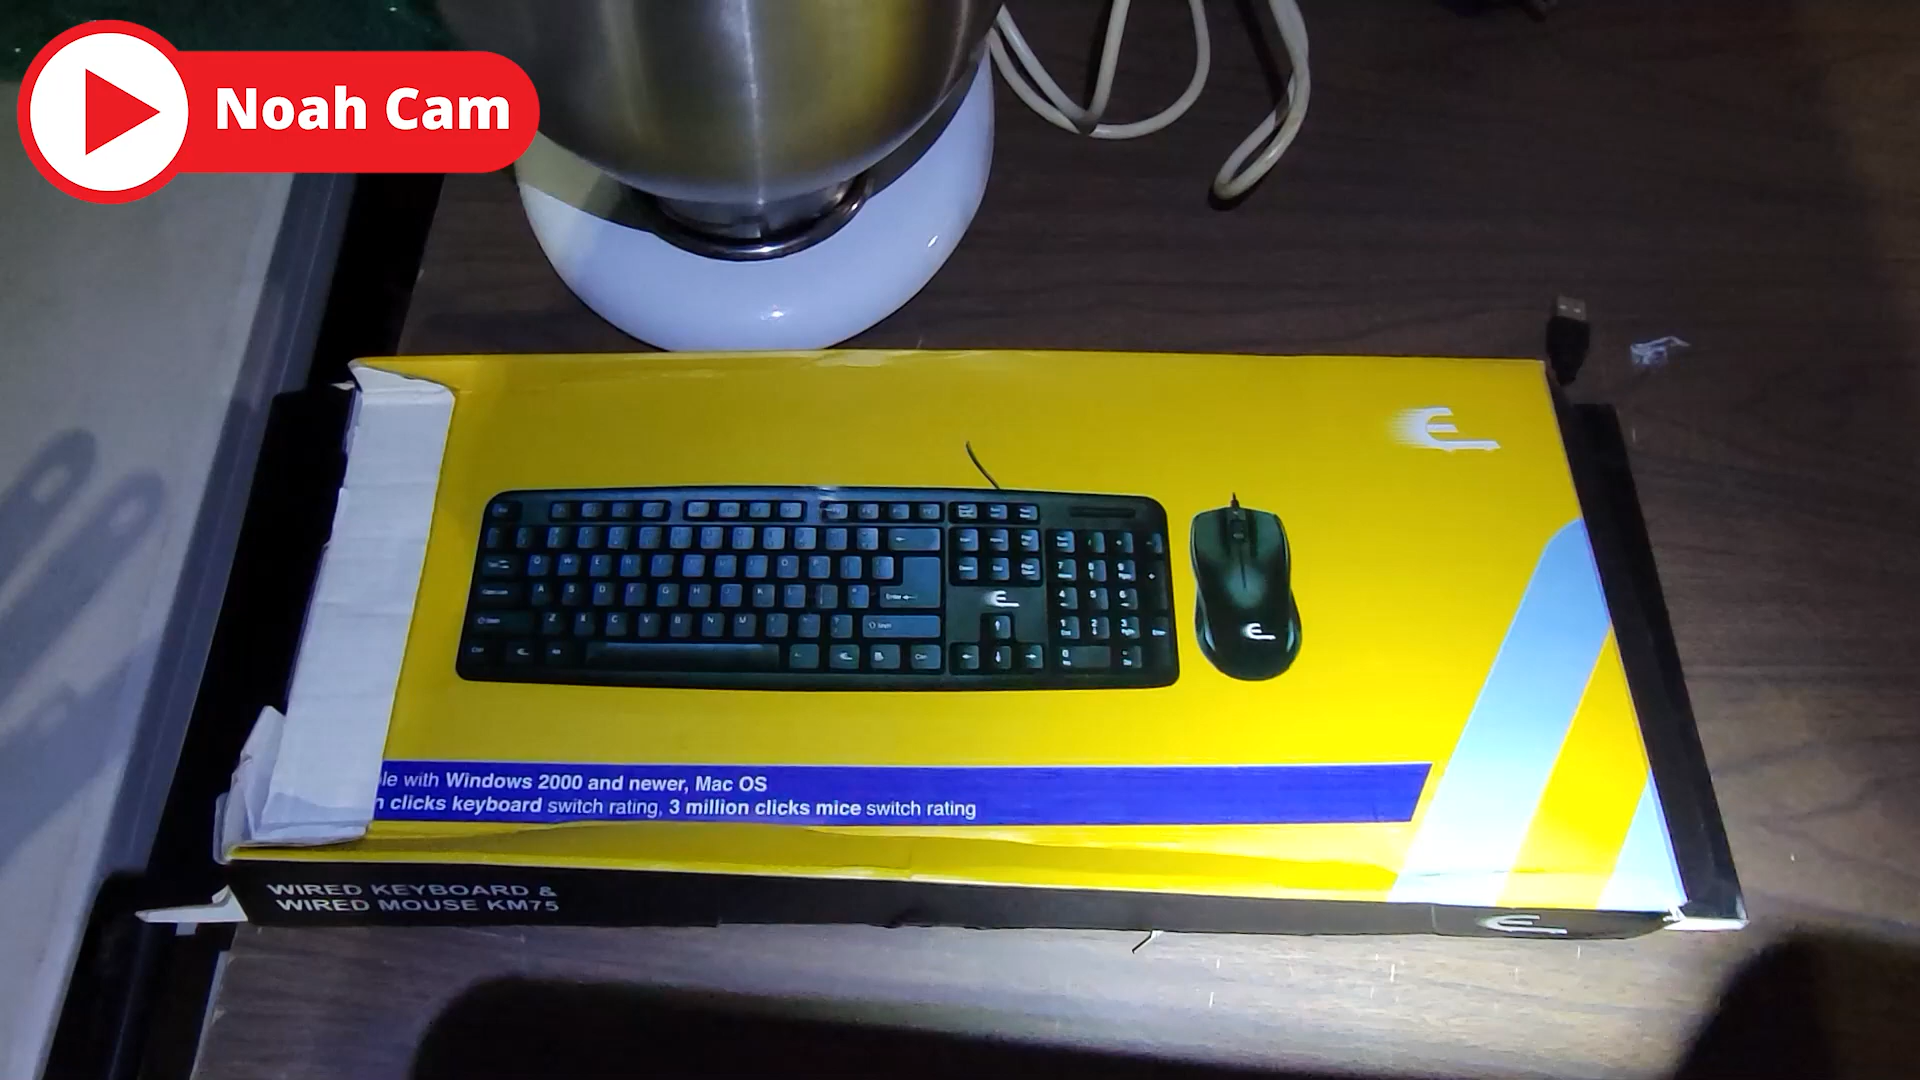 Noah Cam
le with Windows 2000 and newer, Mac OS
n clicks keyboard switch rating, 3 million clicks mice switch rating
WIRED KEYBOARD &
WIRED MOUSE KM75